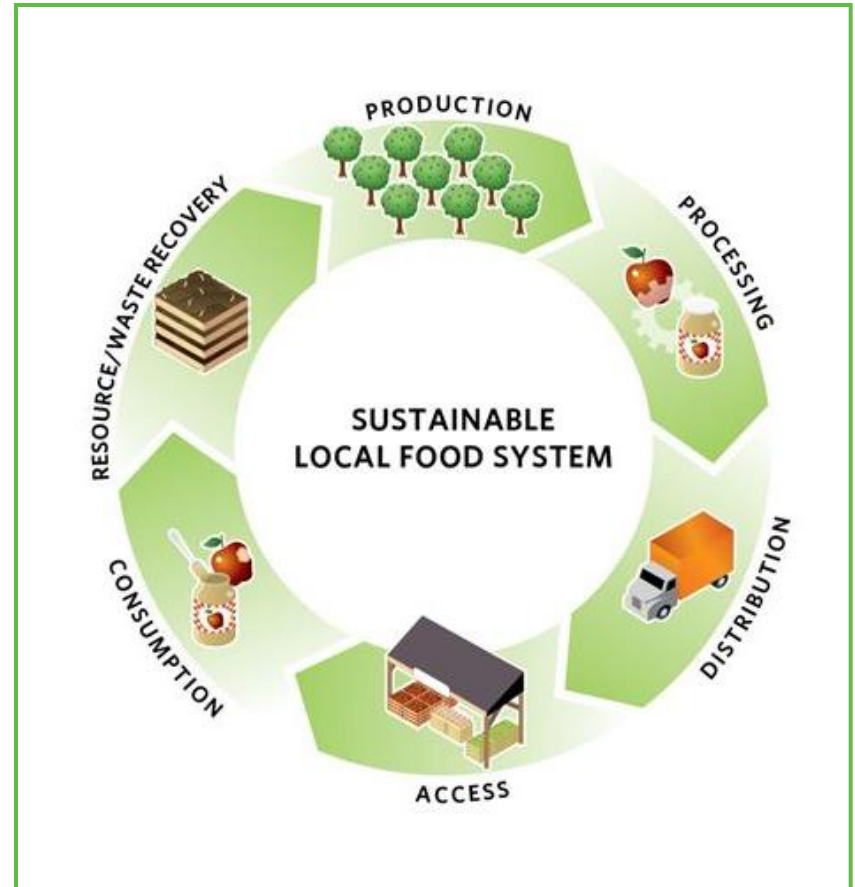 PRODUCTION
PROCESSING
DISTRIBUTION
ACCESS
CONSUMPTION
RESOURCE/WASTE RECOVERY
SUSTAINABLE
LOCAL FOOD SYSTEM